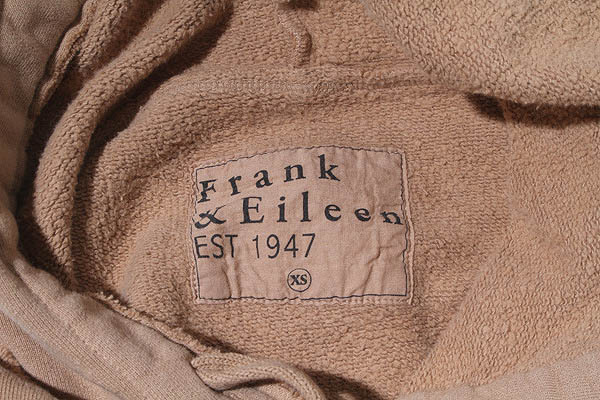 Frank
& Eileen
EST 1947
XS